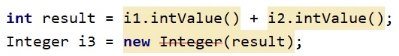 int result = i1.intValue() + i2.intValue();
Integer i3 = new Integer(result);